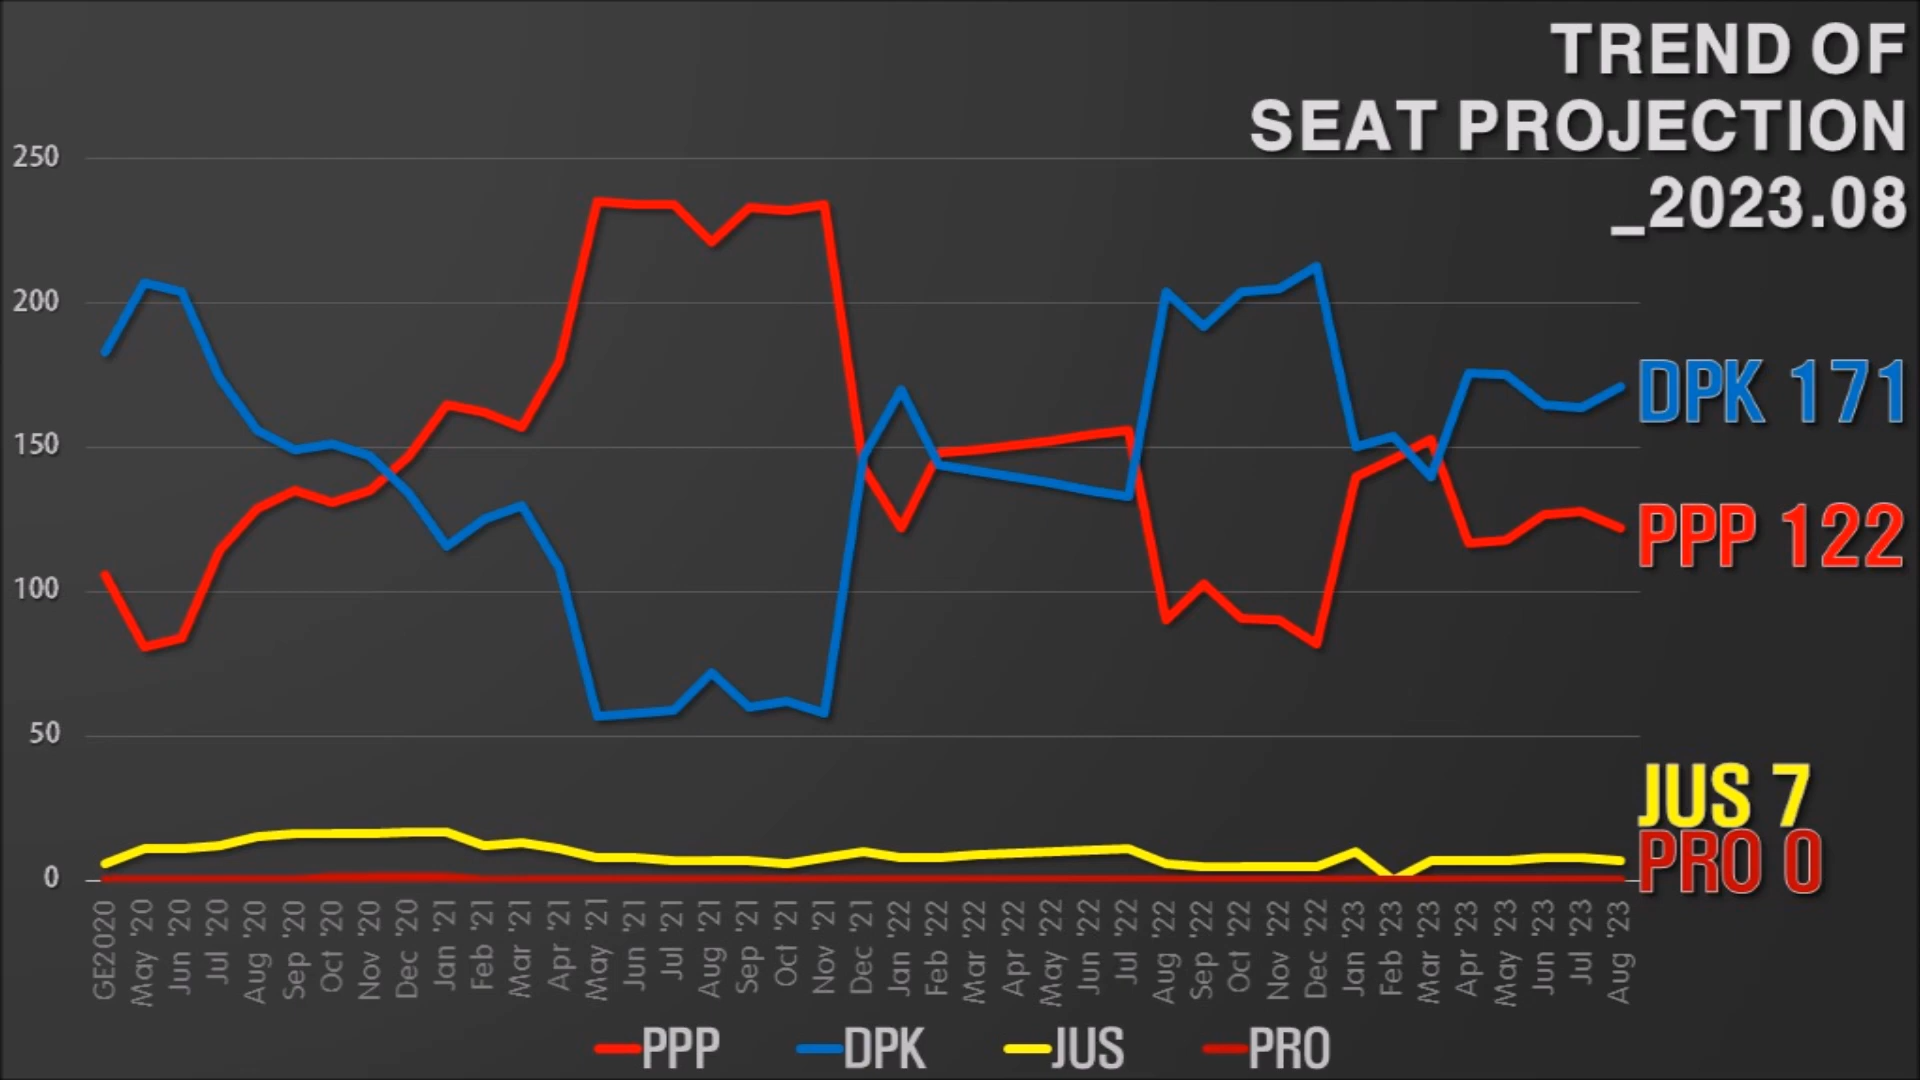 TREND OF
SEAT PROJECTION
_2023.08
250
200
150
100
50
0
DPK 171
PPP 122
JUS 7
PRO 0
GE2020
May '20
Jun '20
Jul '20
Aug '20
Sep '20
Oct '20
Nov '20
Dec '20
Jan '21
Feb '21
Mar '21
Apr '21
May '21
Jun '21
Jul '21
Aug '21
Sep '21
Oct '21
Nov '21
Dec '21
Jan '22
Feb '22
Mar '22
Apr '22
May '22
Jun '22
Jul '22
Aug '22
Sep '22
Oct '22
Nov '22
Dec '22
Jan '23
Feb '23
Mar '23
Apr '23
May '23
Jun '23
Jul '23
Aug '23
PPP DPK JUS PRO